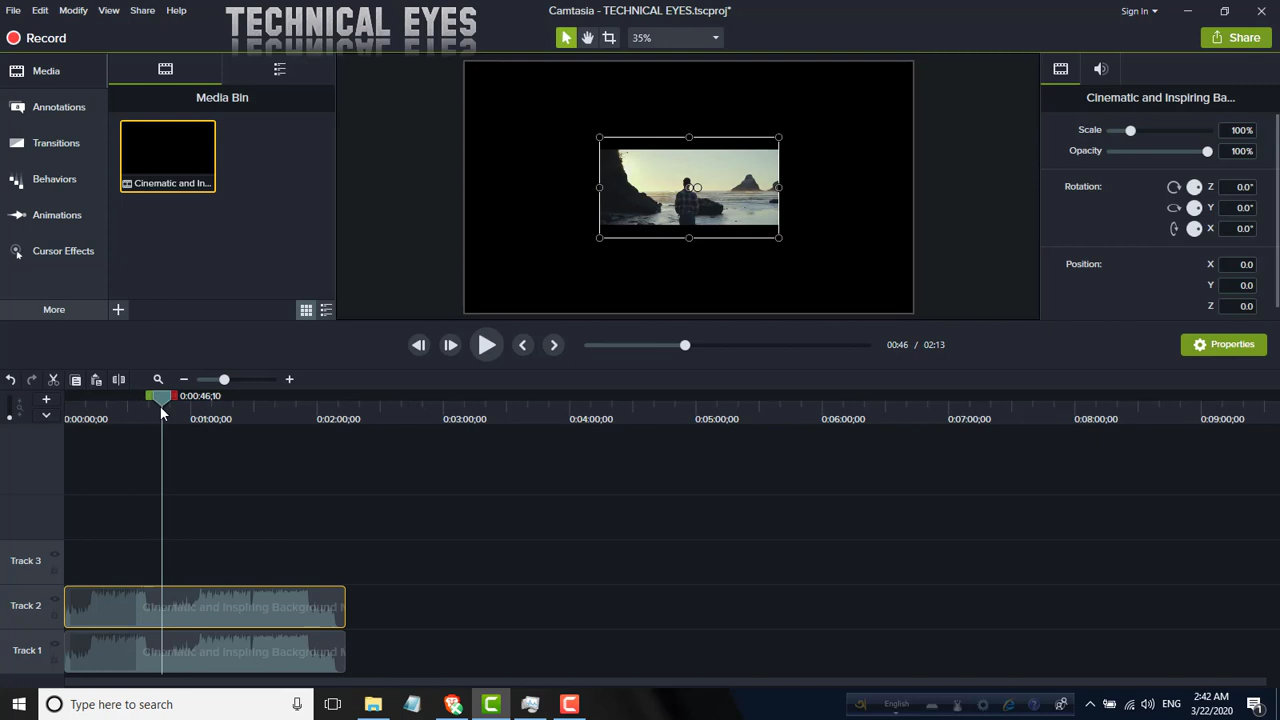 File Edit Modify View Share Help
TECHNICAL EYES
Camtasia - TECHNICAL EYES.tscproj*
Sign In
Record
35%
Share
Media
Annotations
Transitions
Behaviors
Animations
Cursor Effects
More
Media Bin
Cinematic and In...
Cinematic and Inspiring Ba...
Scale 100%
Opacity 100%
Rotation: Z 0.0°
Y 0.0°
X 0.0°
Position: X 0.0
Y 0.0
Z 0.0
00:46 / 02:13
Properties
0:00:46;10
0:00:00;00 0:01:00;00 0:02:00;00 0:03:00;00 0:04:00;00 0:05:00;00 0:06:00;00 0:07:00;00 0:08:00;00 0:09:00;00
Track 3
Track 2 Cinematic and Inspiring Background M
Track 1 Cinematic and Inspiring Background M
Type here to search
English
ENG
2:42 AM
3/22/2020
1